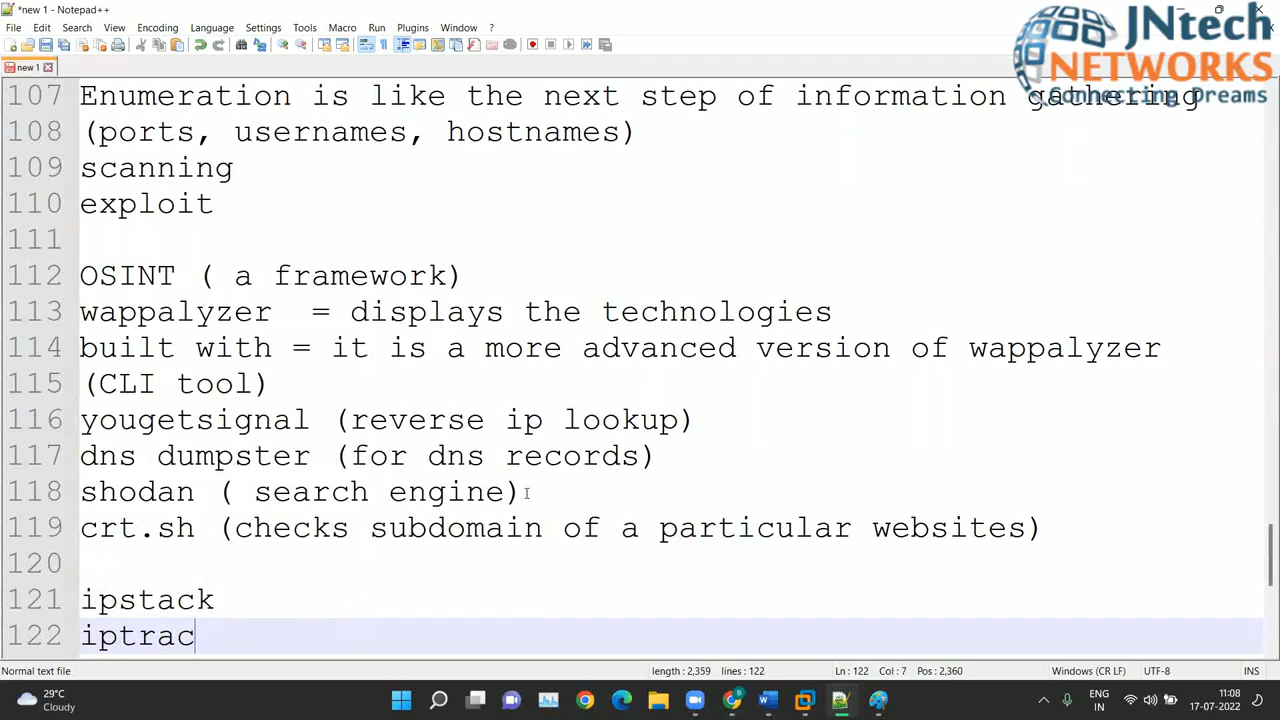 *new 1 - Notepad++
File Edit Search View Encoding Language Settings Tools Macro Run Plugins Window ?
JNtech
NETWORKS
Connecting Dreams
new 1
107 Enumeration is like the next step of information gathering
108 (ports, usernames, hostnames)
109 scanning
110 exploit
111
112 OSINT ( a framework)
113 wappalyzer  = displays the technologies
114 built with = it is a more advanced version of wappalyzer
115 (CLI tool)
116 yougetsignal (reverse ip lookup)
117 dns dumpster (for dns records)
118 shodan ( search engine)
119 crt.sh (checks subdomain of a particular websites)
120
121 ipstack
122 iptrac
Normal text file length : 2,359 lines : 122 Ln : 122 Col : 7 Pos : 2,360 Windows (CR LF) UTF-8 INS
29°C
Cloudy
ENG
IN
11:08
17-07-2022